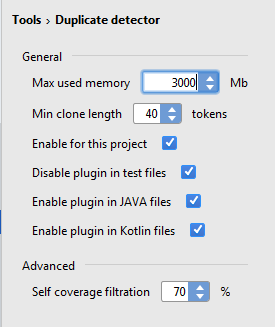 Tools › Duplicate detector
General
Max used memory 3000 Mb
Min clone length 40 tokens
Enable for this project
Disable plugin in test files
Enable plugin in JAVA files
Enable plugin in Kotlin files
Advanced
Self coverage filtration 70 %